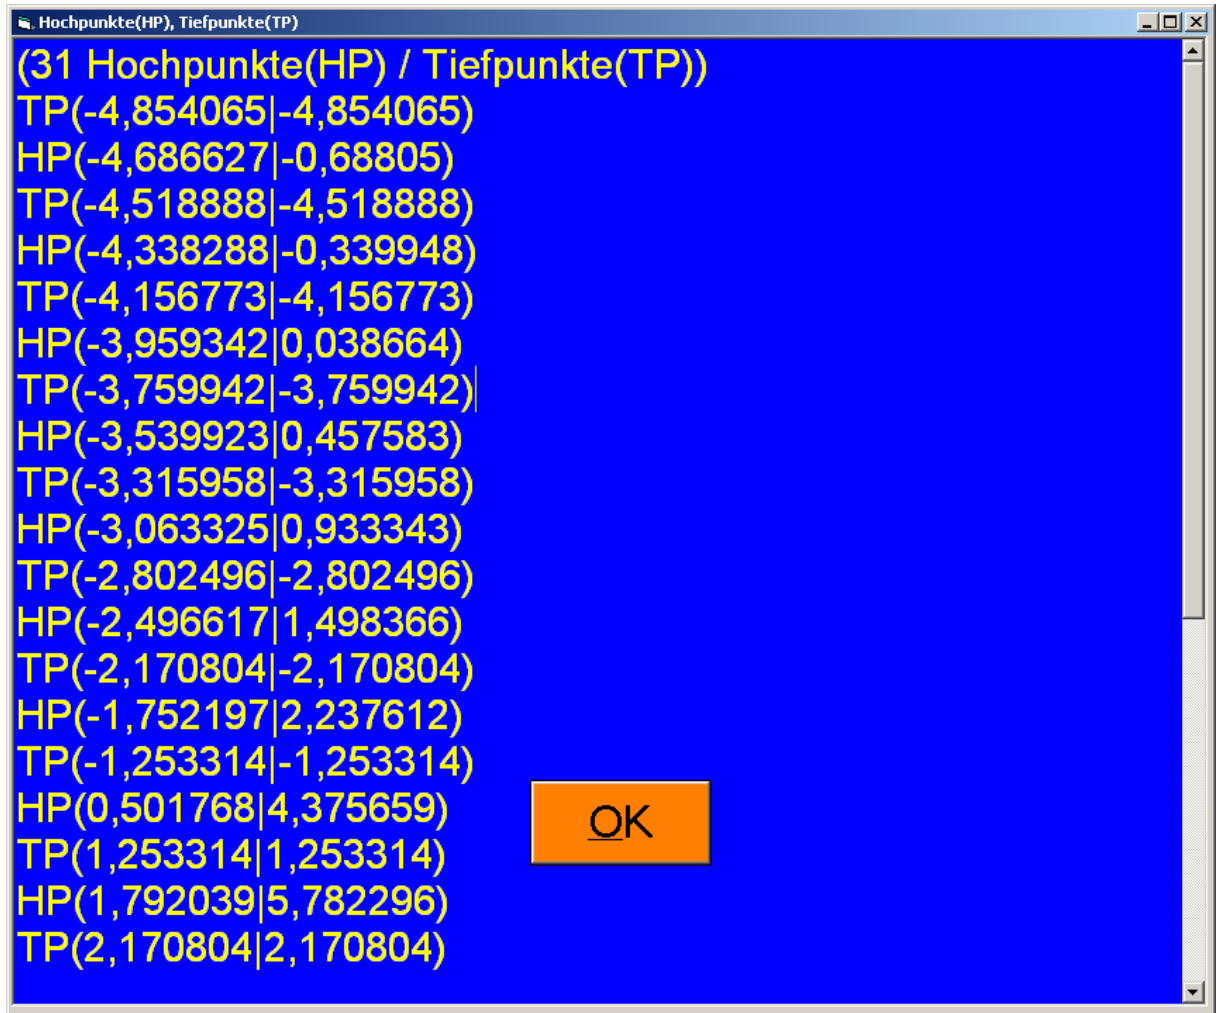 Hochpunkte(HP), Tiefpunkte(TP)
(31 Hochpunkte(HP) / Tiefpunkte(TP))
TP(-4,854065|-4,854065)
HP(-4,686627|-0,68805)
TP(-4,518888|-4,518888)
HP(-4,338288|-0,339948)
TP(-4,156773|-4,156773)
HP(-3,959342|0,038664)
TP(-3,759942|-3,759942)
HP(-3,539923|0,457583)
TP(-3,315958|-3,315958)
HP(-3,063325|0,933343)
TP(-2,802496|-2,802496)
HP(-2,496617|1,498366)
TP(-2,170804|-2,170804)
HP(-1,752197|2,237612)
TP(-1,253314|-1,253314)
HP(0,501768|4,375659)
TP(1,253314|1,253314)
HP(1,792039|5,782296)
TP(2,170804|2,170804)
OK